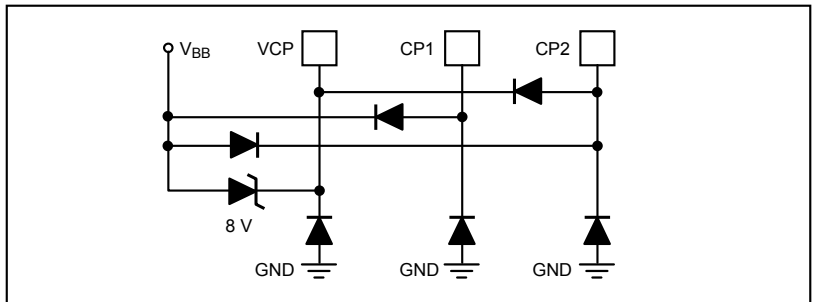 VBB
VCP
CP1
CP2
8 V
GND
GND
GND